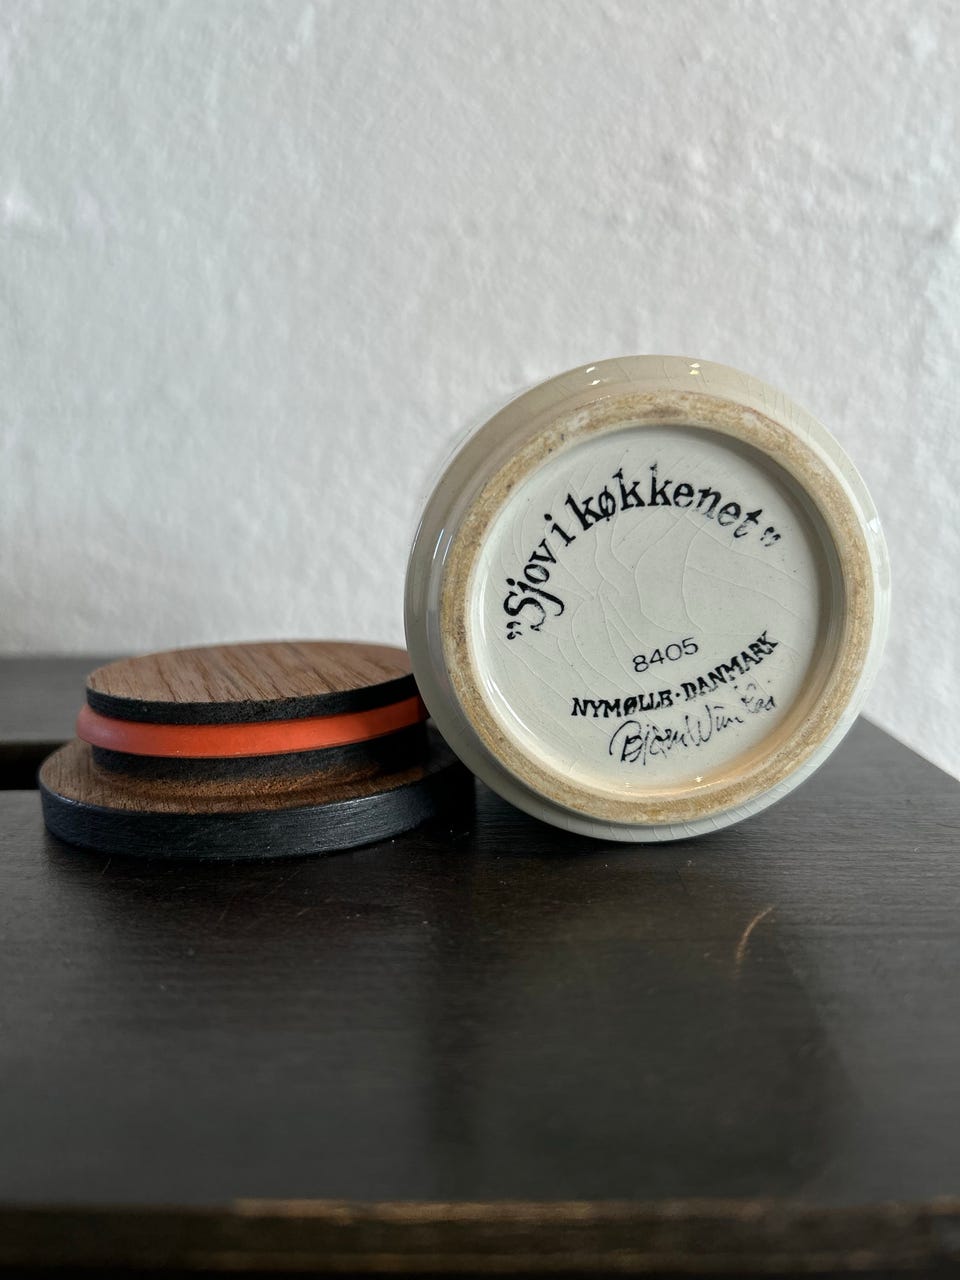 „Sjov i køkkenet”
8405
NYMØLLE·DANMARK
Bjørn Wiinblad